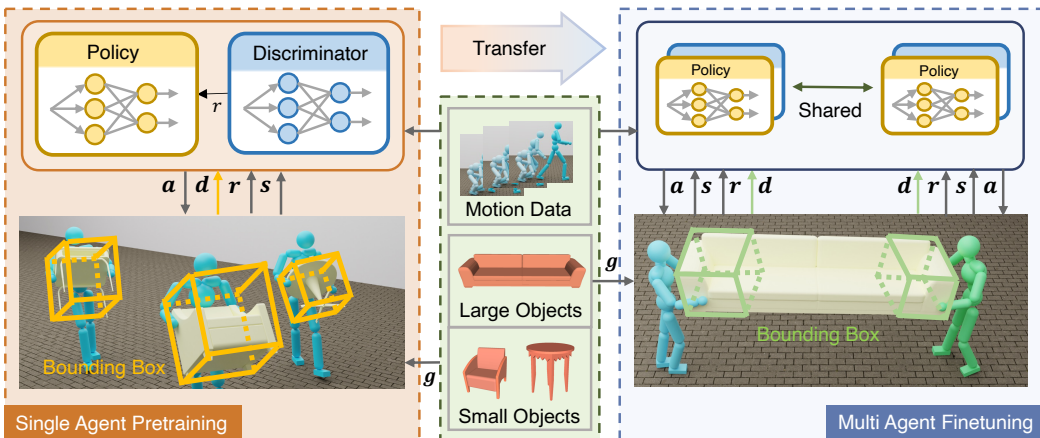 Policy
Discriminator
r
a
d
r
s
Bounding Box
Single Agent Pretraining
Transfer
Motion Data
Large Objects
Small Objects
g
g
Policy
Policy
Shared
a
s
r
d
d
r
s
a
Bounding Box
Multi Agent Finetuning